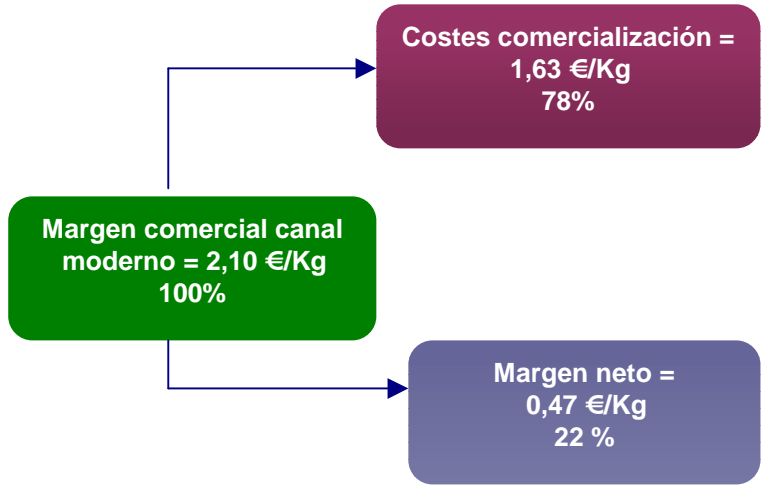 Costes comercialización =
1,63 €/Kg
78%
Margen comercial canal
moderno = 2,10 €/Kg
100%
Margen neto =
0,47 €/Kg
22 %